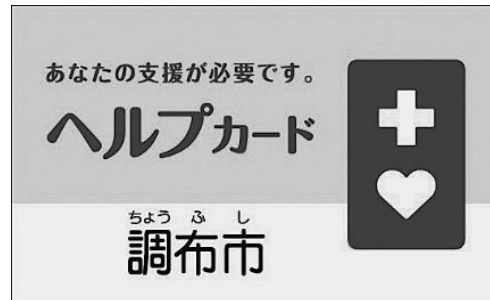 あなたの支援が必要です。
ヘルプカード
ちょう ふ し
調布市